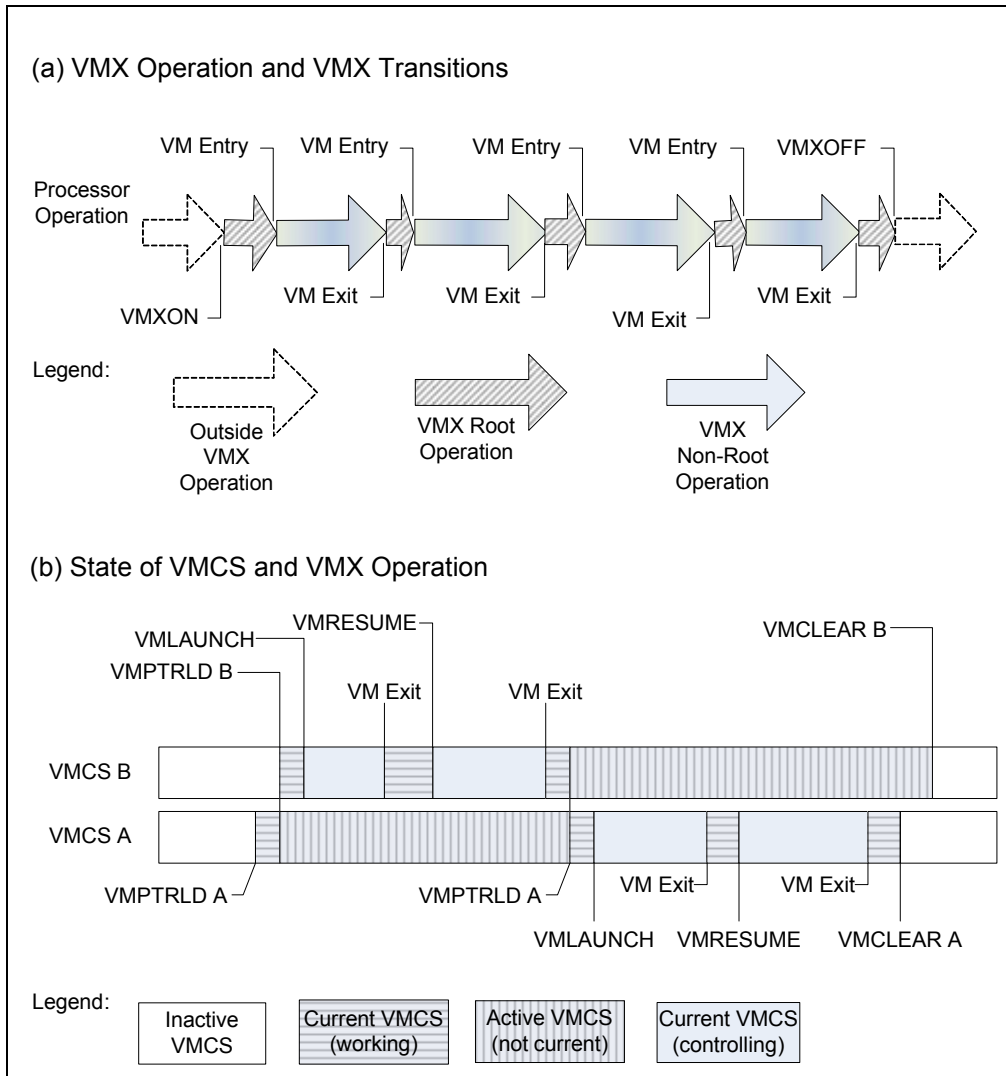 (a) VMX Operation and VMX Transitions
VM Entry
VM Entry
VM Entry
VM Entry
VMXOFF
Processor
Operation
VM Exit
VM Exit
VM Exit
VM Exit
VMXON
Legend:
Outside
VMX
Operation
VMX Root
Operation
VMX
Non-Root
Operation
(b) State of VMCS and VMX Operation
VMRESUME
VMLAUNCH
VMCLEAR B
VMPTRLD B
VM Exit
VM Exit
VMCS B
VMCS A
VMPTRLD A
VMPTRLD A
VM Exit
VM Exit
VMLAUNCH
VMRESUME
VMCLEAR A
Legend:
Inactive
VMCS
Current VMCS
(working)
Active VMCS
(not current)
Current VMCS
(controlling)